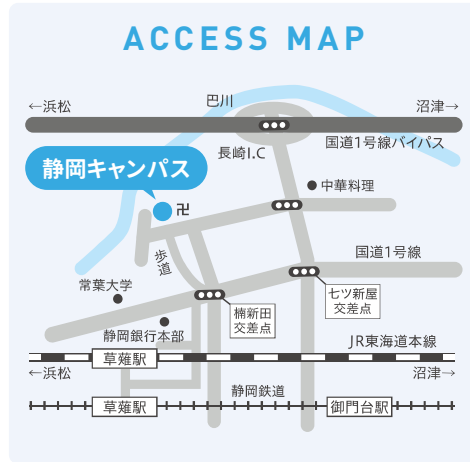 ACCESS MAP
巴川
←浜松
沼津→
国道1号線バイパス
長崎I.C
静岡キャンパス
中華料理
卍
歩道
国道1号線
常葉大学
七ツ新屋
交差点
楠新田
交差点
静岡銀行本部
JR東海道本線
草薙駅
←浜松
沼津→
静岡鉄道
草薙駅
御門台駅